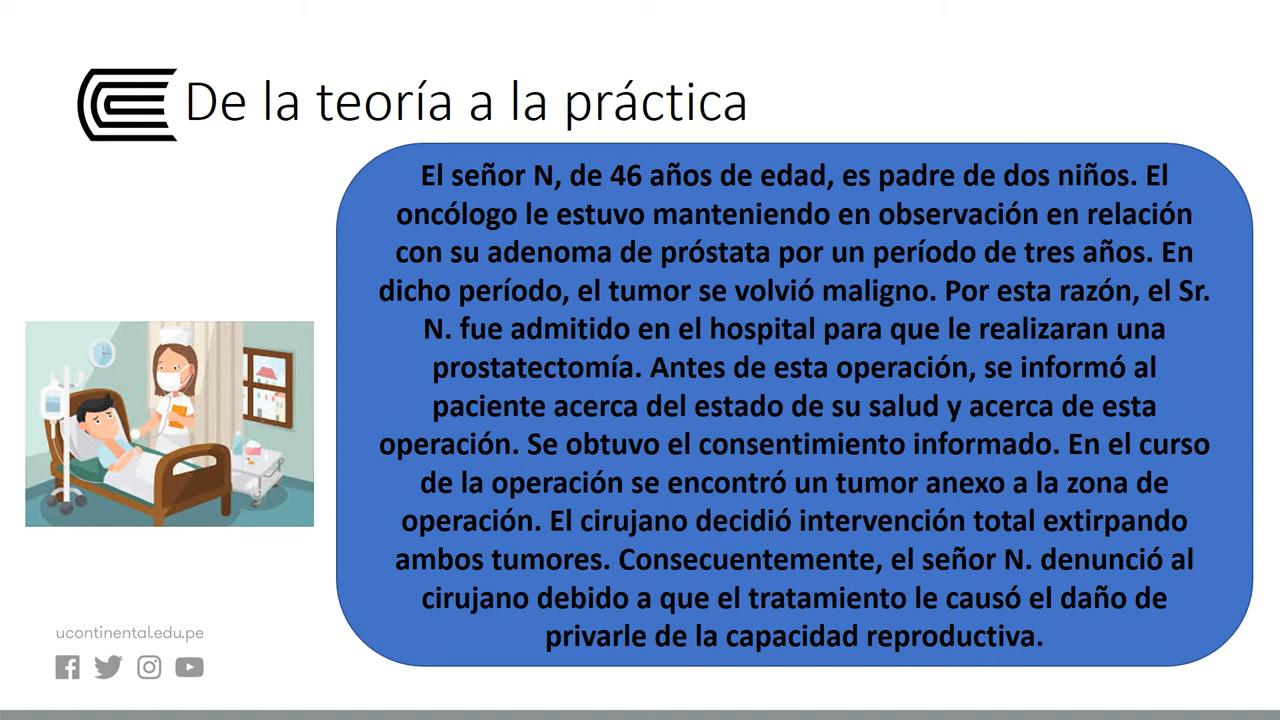 De la teoría a la práctica
El señor N, de 46 años de edad, es padre de dos niños. El
oncólogo le estuvo manteniendo en observación en relación
con su adenoma de próstata por un período de tres años. En
dicho período, el tumor se volvió maligno. Por esta razón, el Sr.
N. fue admitido en el hospital para que le realizaran una
prostatectomía. Antes de esta operación, se informó al
paciente acerca del estado de su salud y acerca de esta
operación. Se obtuvo el consentimiento informado. En el curso
de la operación se encontró un tumor anexo a la zona de
operación. El cirujano decidió intervención total extirpando
ambos tumores. Consecuentemente, el señor N. denunció al
cirujano debido a que el tratamiento le causó el daño de
privarle de la capacidad reproductiva.
ucontinental.edu.pe